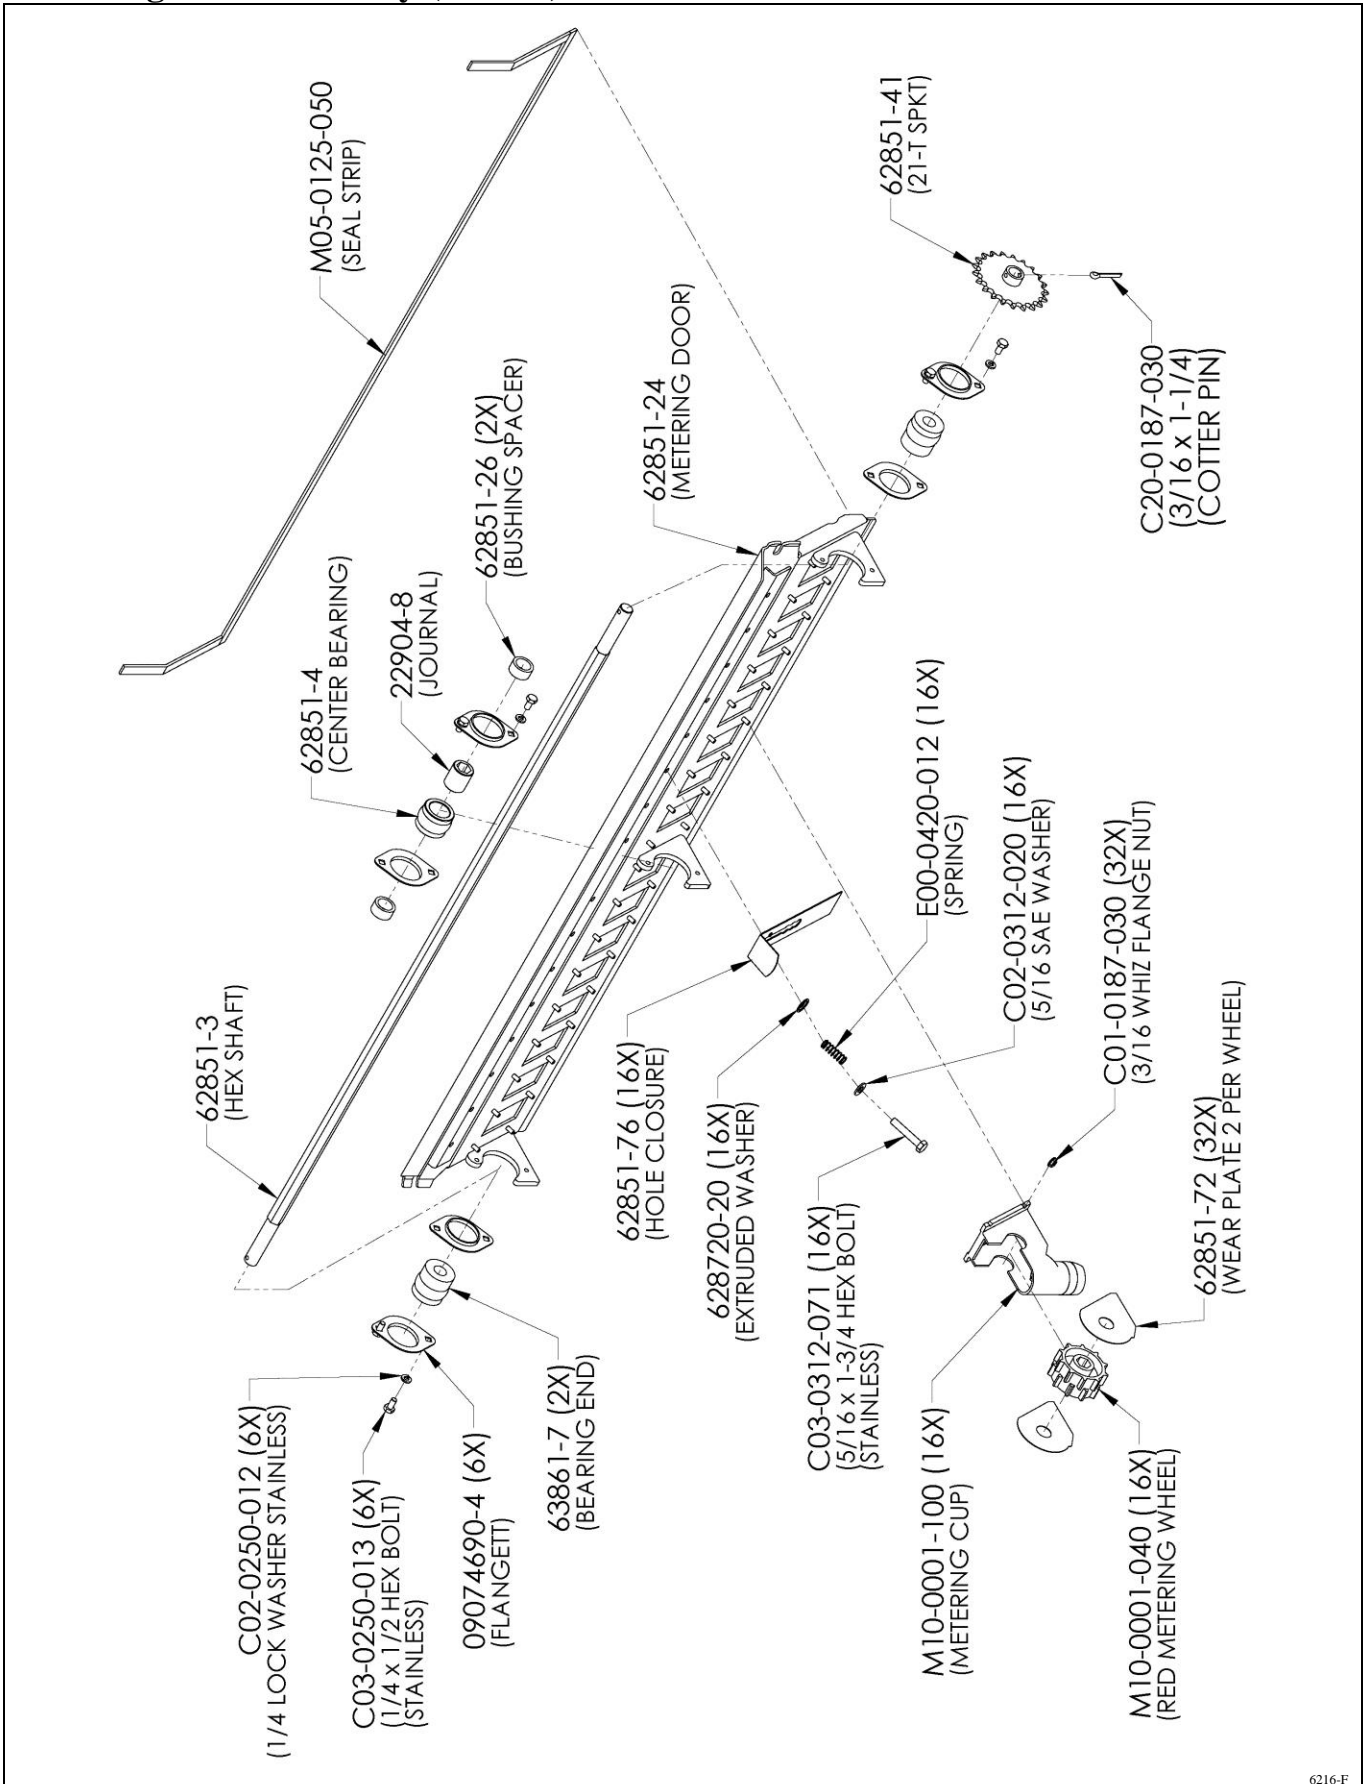 M05-0125-050
(SEAL STRIP)
62851-41
(21-T SPKT)
62851-26 (2X)
(BUSHING SPACER)
62851-24
(METERING DOOR)
C20-0187-030
(3/16 x 1-1/4)
(COTTER PIN)
62851-4
(CENTER BEARING)
22904-8
(JOURNAL)
62851-3
(HEX SHAFT)
E00-0420-012 (16X)
(SPRING)
C02-0312-020 (16X)
(5/16 SAE WASHER)
C01-0187-030 (32X)
(3/16 WHIZ FLANGE NUT)
62851-76 (16X)
(HOLE CLOSURE)
628720-20 (16X)
(EXTRUDED WASHER)
C03-0312-071 (16X)
(5/16 x 1-3/4 HEX BOLT)
(STAINLESS)
62851-72 (32X)
(WEAR PLATE 2 PER WHEEL)
C02-0250-012 (6X)
(1/4 LOCK WASHER STAINLESS)
C03-0250-013 (6X)
(1/4 x 1/2 HEX BOLT)
(STAINLESS)
09074690-4 (6X)
(FLANGETT)
63861-7 (2X)
(BEARING END)
M10-0001-100 (16X)
(METERING CUP)
M10-0001-040 (16X)
(RED METERING WHEEL)
6216-F